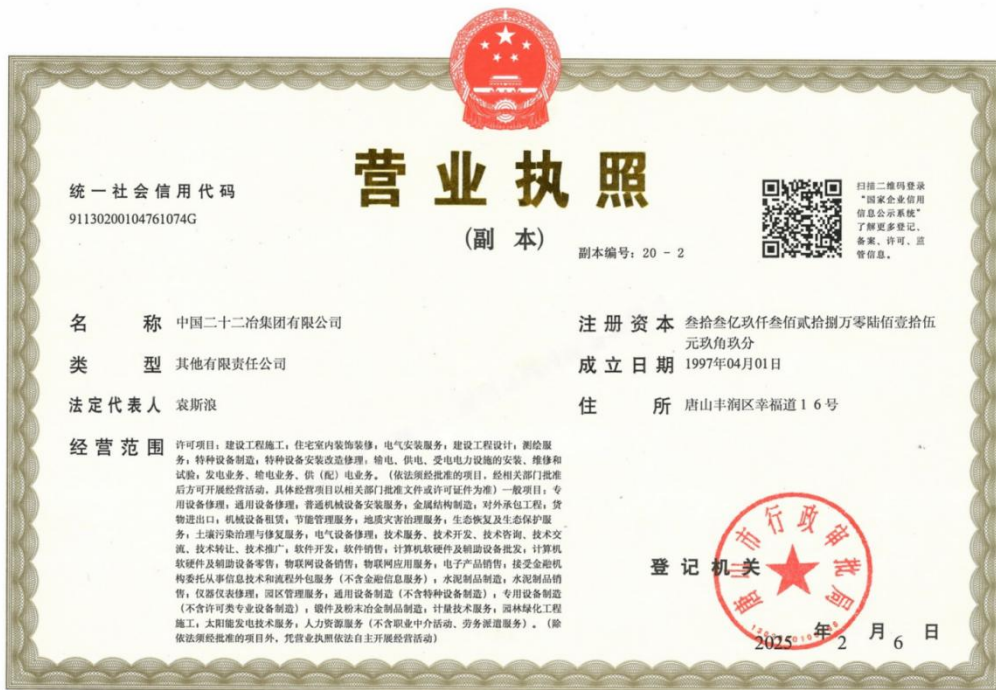 营业执照
(副 本)
统一社会信用代码
91130200104761074G
副本编号：20-2
扫描二维码登录
“国家企业信用
信息公示系统”
了解更多登记、
备案、许可、监
管信息。
名 称 中国二十二冶集团有限公司
类 型 其他有限责任公司
法定代表人 袁斯浪
经营范围 许可项目：建设工程施工；住宅室内装饰装修；电气安装服务；建设工程设计；测绘服
务；特种设备制造；特种设备安装改造修理；输电、供电、受电电力设施的安装、维修和
试验；发电业务、输电业务、供（配）电业务。（依法须经批准的项目，经相关部门批准
后方可开展经营活动，具体经营项目以相关部门批准文件或许可证件为准）一般项目：专
用设备修理；通用设备修理；普通机械设备安装服务；金属结构制造；对外承包工程；货
物进出口；机械设备租赁；节能管理服务；地质灾害治理服务；生态恢复及生态保护服
务；土壤污染治理与修复服务；电气设备修理；技术服务、技术开发、技术咨询、技术交
流、技术转让、技术推广；软件开发；软件销售；计算机软硬件及辅助设备批发；计算机
软硬件及辅助设备零售；物联网设备销售；物联网应用服务；电子产品销售；接受金融机
构委托从事信息技术和流程外包服务（不含金融信息服务）；水泥制品制造；水泥制品销
售；仪器仪表修理；园区管理服务；通用设备制造（不含特种设备制造）；专用设备制造
（不含许可类专业设备制造）；锻件及粉末冶金制品制造；计量技术服务；园林绿化工程
施工；太阳能发电技术服务；人力资源服务（不含职业中介活动、劳务派遣服务）。（除
依法须经批准的项目外，凭营业执照依法自主开展经营活动）
注册资本 叁拾叁亿玖仟叁佰贰拾捌万零陆佰壹拾伍
元玖角玖分
成立日期 1997年04月01日
住 所 唐山丰润区幸福道16号
登记机关
唐山市行政审批局
2025 年 2 月 6 日